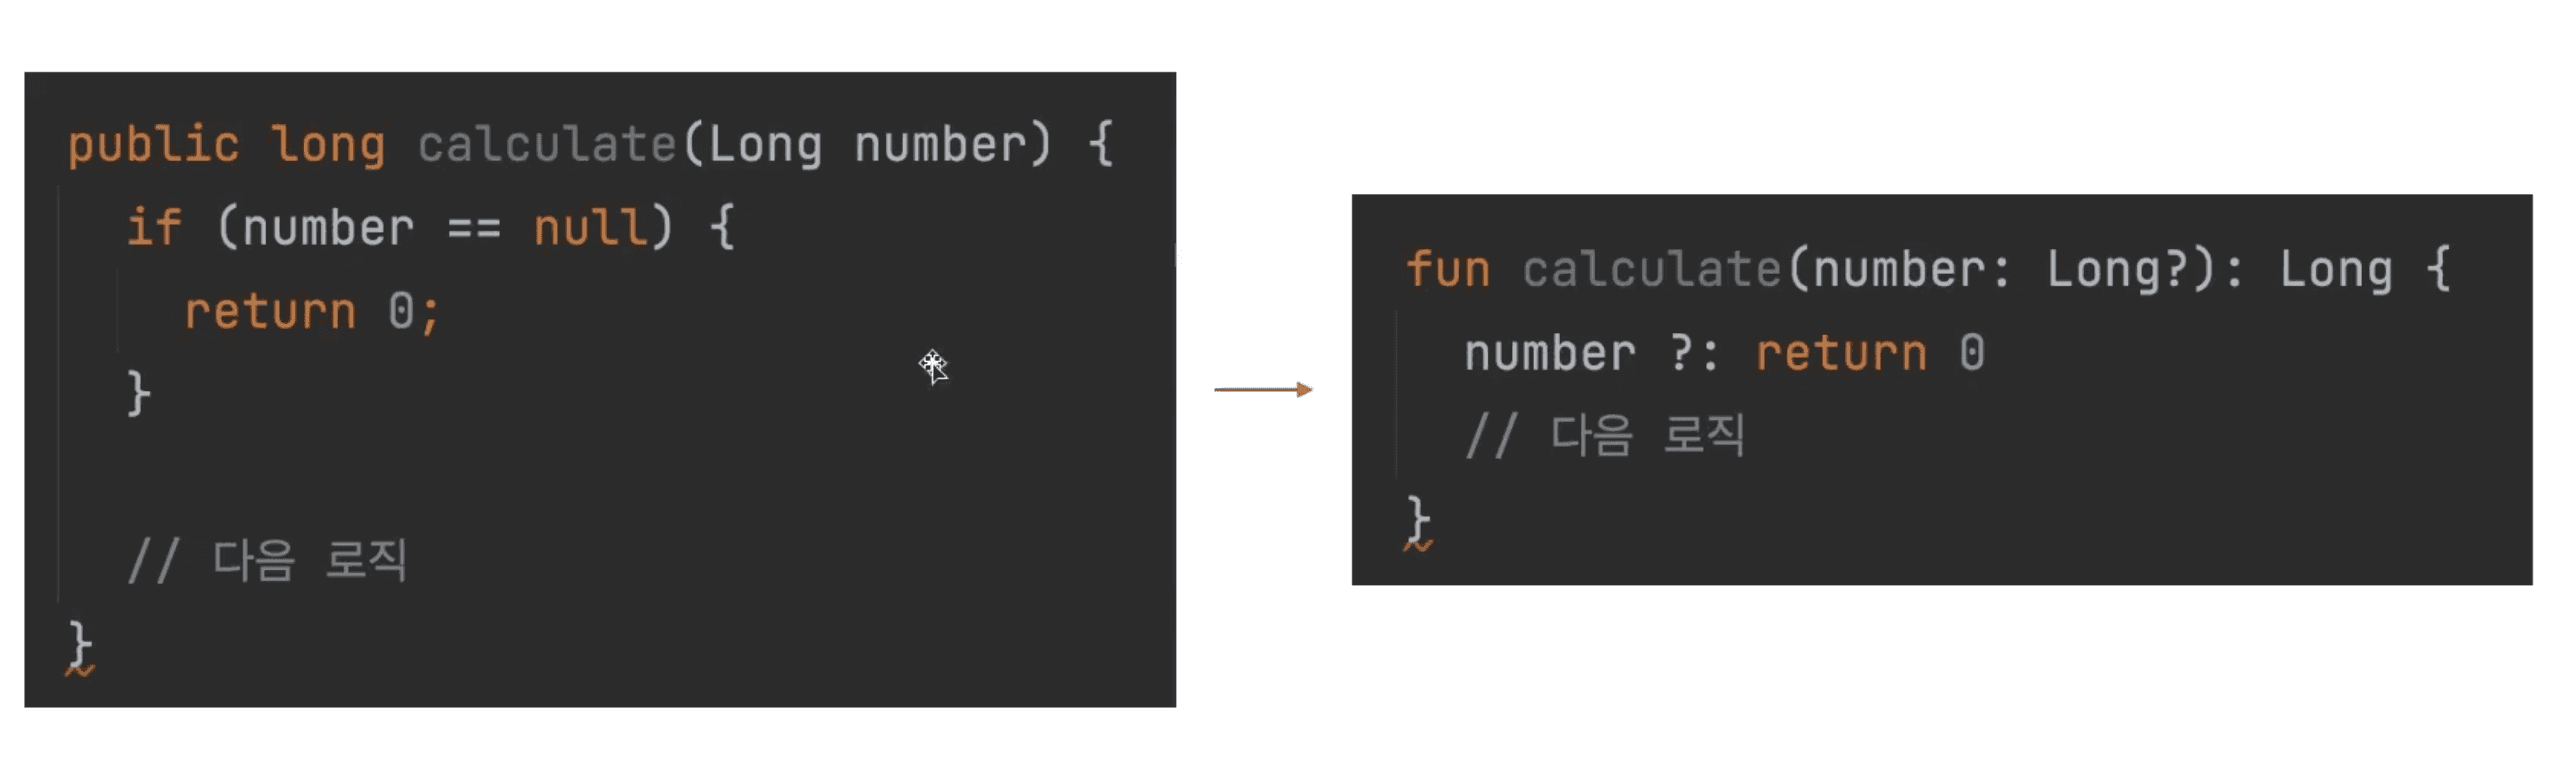 public long calculate(Long number) {
if (number == null) {
return 0;
}
// 다음 로직
}
fun calculate(number: Long?): Long {
number ?: return 0
// 다음 로직
}